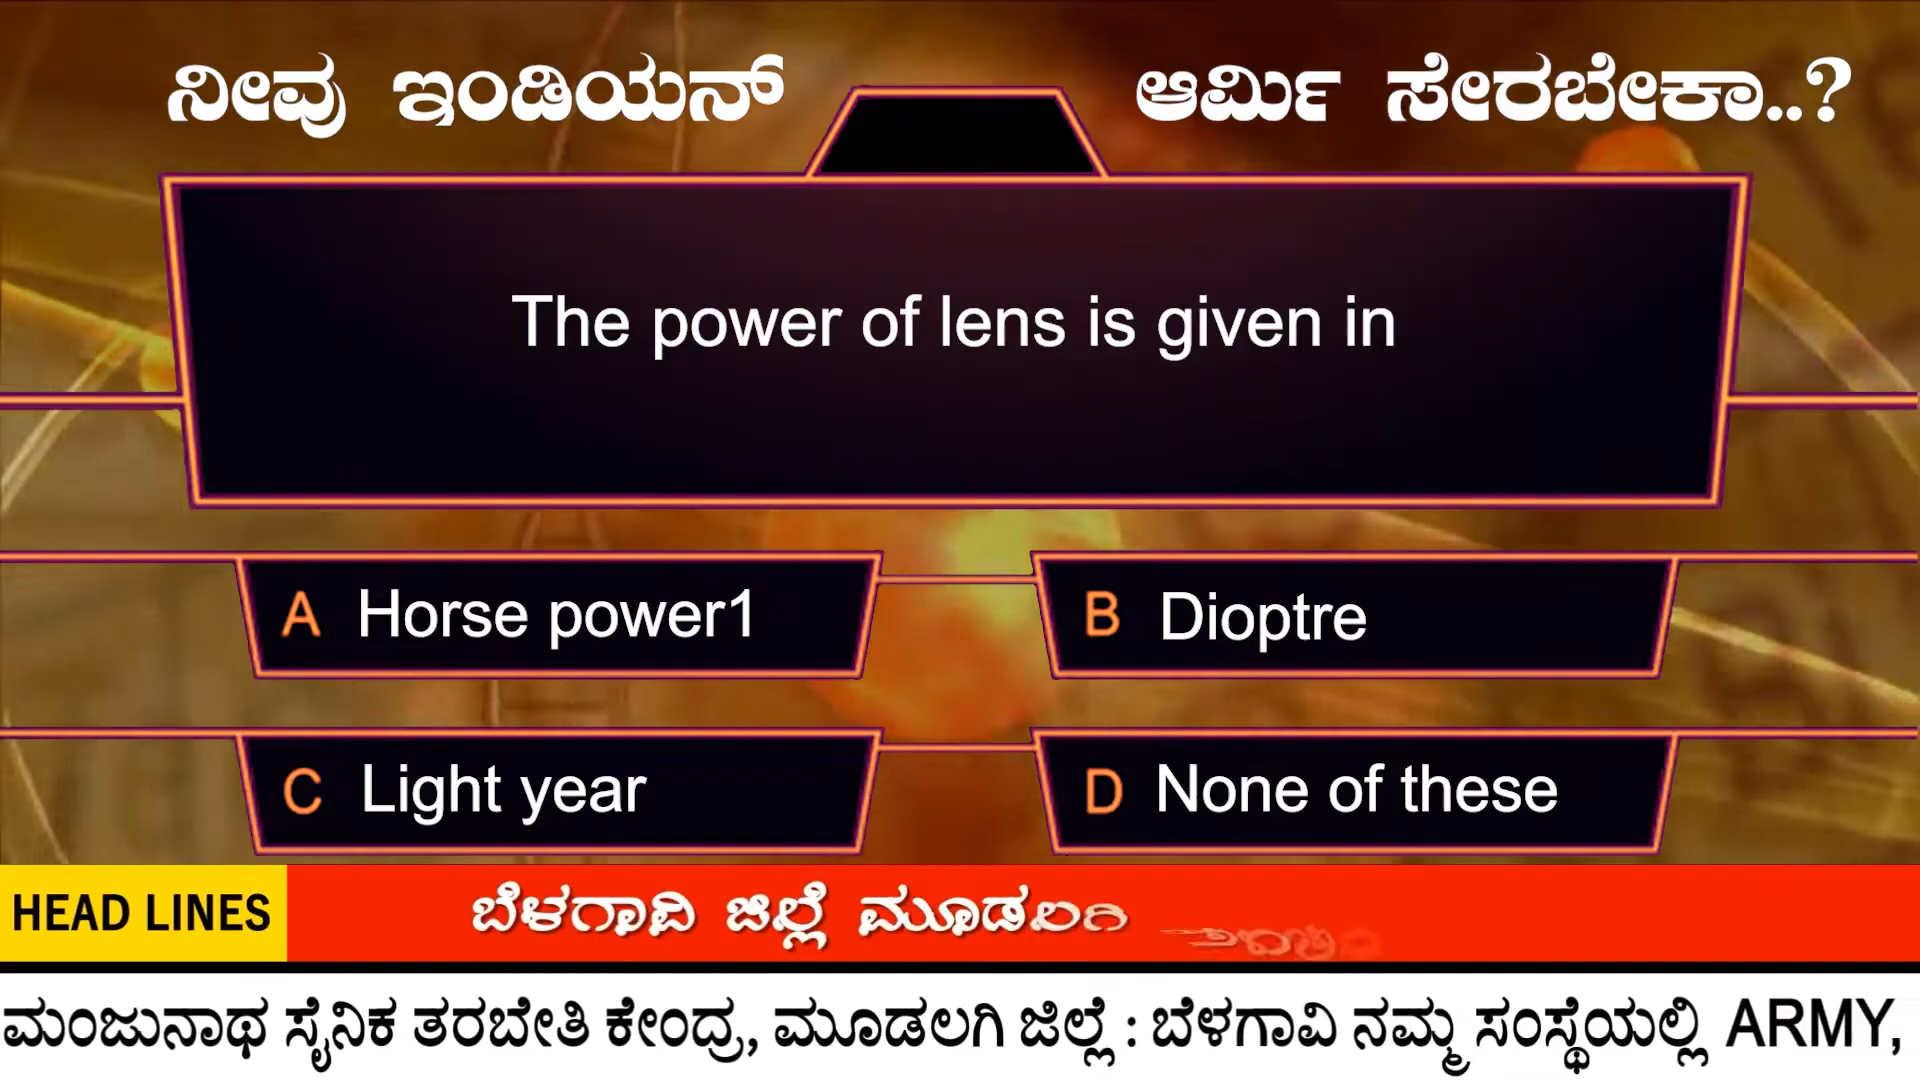 ನೀವು ಇಂಡಿಯನ್ ಆರ್ಮಿ ಸೇರಬೇಕಾ..?
The power of lens is given in
A Horse power1
B Dioptre
C Light year
D None of these
HEAD LINES ಬೆಳಗಾವಿ ಜಿಲ್ಲೆ ಮೂಡಲಗಿ
ಮಂಜುನಾಥ ಸೈನಿಕ ತರಬೇತಿ ಕೇಂದ್ರ, ಮೂಡಲಗಿ ಜಿಲ್ಲೆ : ಬೆಳಗಾವಿ ನಮ್ಮ ಸಂಸ್ಥೆಯಲ್ಲಿ ARMY,